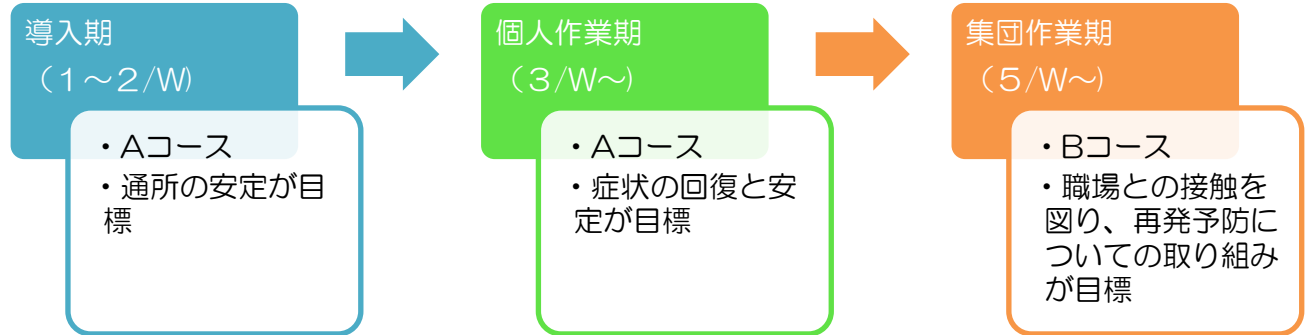 導入期
（１～２/W)
・Aコース
・通所の安定が目
標
個人作業期
（３/W～)
・Aコース
・症状の回復と安
定が目標
集団作業期
（５/W～)
・Bコース
・職場との接触を
図り、再発予防に
ついての取り組み
が目標